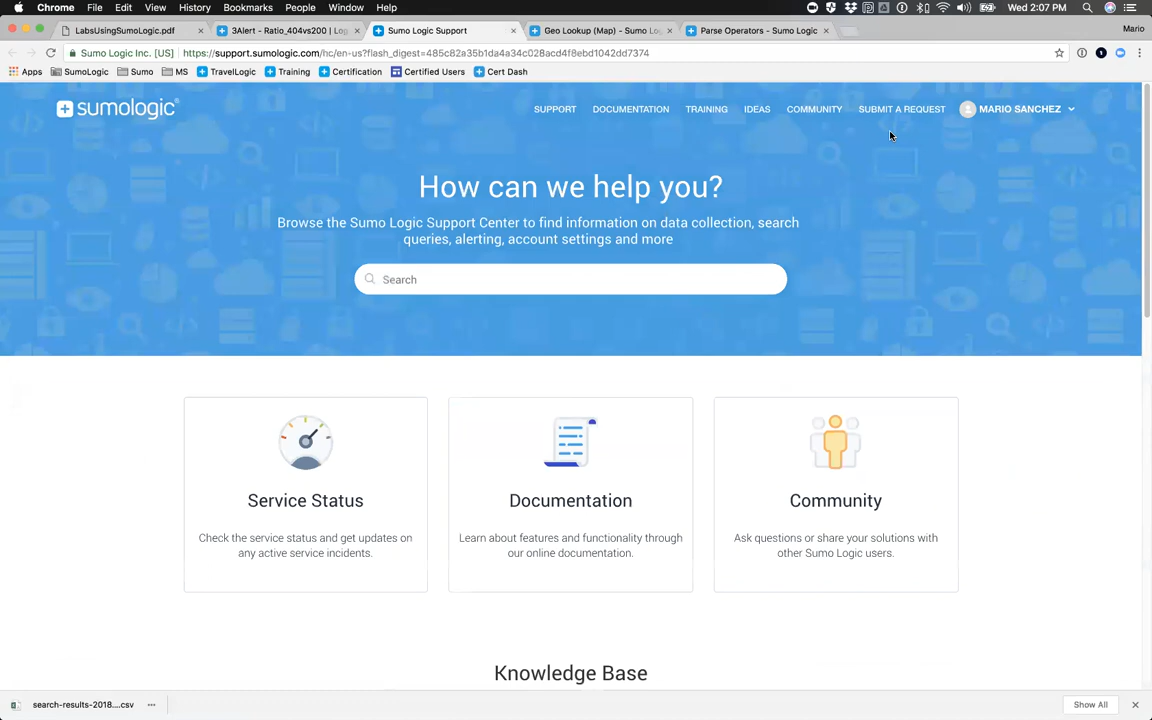 Chrome File Edit View History Bookmarks People Window Help
Wed 2:07 PM
LabsUsingSumoLogic.pdf
3Alert - Ratio_404vs200 | Log
Sumo Logic Support
Geo Lookup (Map) - Sumo Lo
Parse Operators - Sumo Logic
Mario
Sumo Logic Inc. [US]
https://support.sumologic.com/hc/en-us?flash_digest=485c82a35b1da4a34c028acd4f8ebd1042dd7374
Apps SumoLogic Sumo MS TravelLogic Training Certification Certified Users Cert Dash
sumologic
SUPPORT DOCUMENTATION TRAINING IDEAS COMMUNITY SUBMIT A REQUEST MARIO SANCHEZ
How can we help you?
Browse the Sumo Logic Support Center to find information on data collection, search
queries, alerting, account settings and more
Search
Service Status
Check the service status and get updates on
any active service incidents.
Documentation
Learn about features and functionality through
our online documentation.
Community
Ask questions or share your solutions with
other Sumo Logic users.
Knowledge Base
search-results-2018....csv
Show All